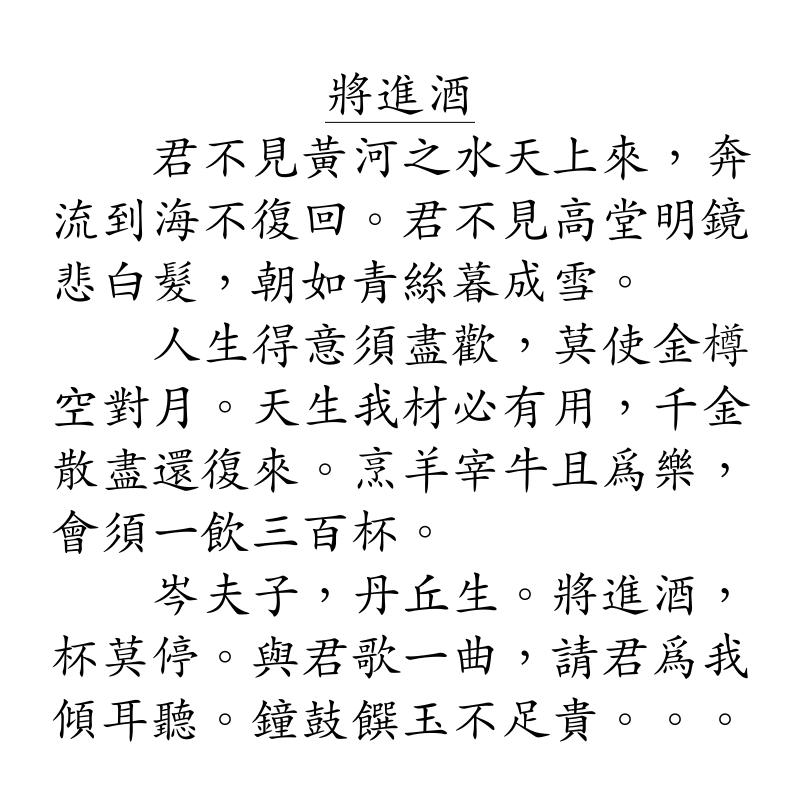 將進酒
君不見黃河之水天上來，奔
流到海不復回。君不見高堂明鏡
悲白髮，朝如青絲暮成雪。
人生得意須盡歡，莫使金樽
空對月。天生我材必有用，千金
散盡還復來。烹羊宰牛且爲樂，
會須一飲三百杯。
岑夫子，丹丘生。將進酒，
杯莫停。與君歌一曲，請君爲我
傾耳聽。鐘鼓饌玉不足貴。。。